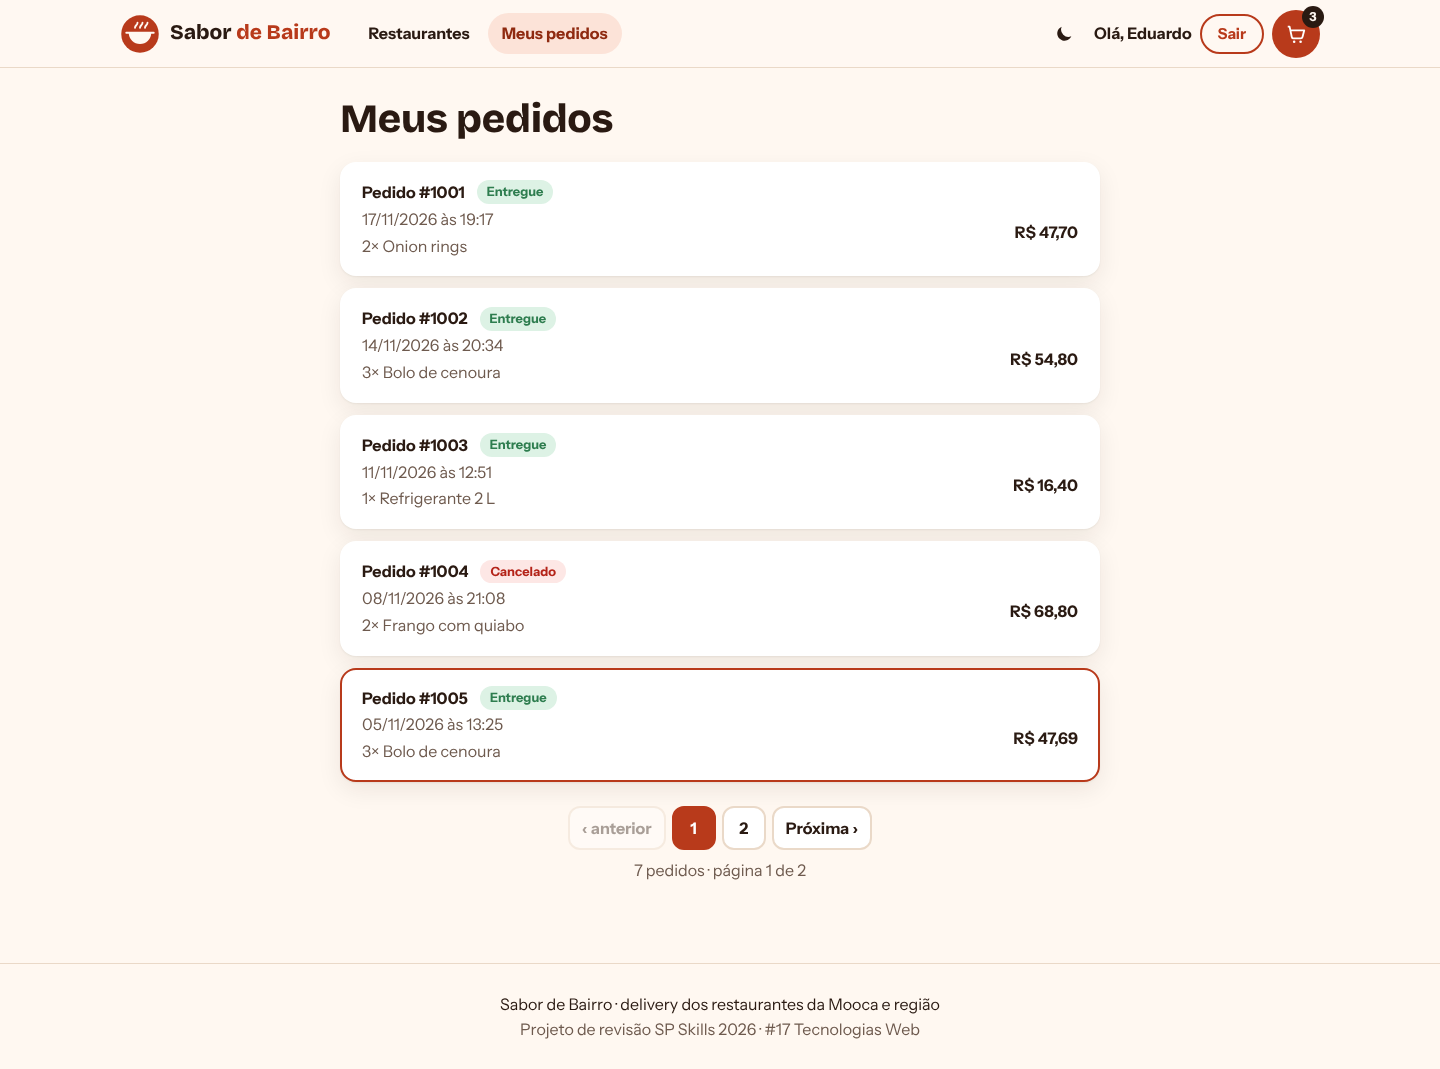 Sabor de Bairro
Restaurantes
Meus pedidos
Olá, Eduardo
Sair
3
Meus pedidos
Pedido #1001 Entregue
17/11/2026 às 19:17
2× Onion rings
R$ 47,70
Pedido #1002 Entregue
14/11/2026 às 20:34
3× Bolo de cenoura
R$ 54,80
Pedido #1003 Entregue
11/11/2026 às 12:51
1× Refrigerante 2 L
R$ 16,40
Pedido #1004 Cancelado
08/11/2026 às 21:08
2× Frango com quiabo
R$ 68,80
Pedido #1005 Entregue
05/11/2026 às 13:25
3× Bolo de cenoura
R$ 47,69
‹ anterior 1 2 Próxima ›
7 pedidos · página 1 de 2
Sabor de Bairro · delivery dos restaurantes da Mooca e região
Projeto de revisão SP Skills 2026 · #17 Tecnologias Web